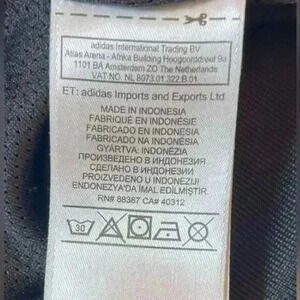 adidas International Trading BV
Atlas Arena - Afrika Building Hoogoorddreef 9a
1101 BA Amsterdam ZO The Netherlands
VAT NO. NL 8073.01.322.B.01
ET: adidas Imports and Exports Ltd
MADE IN INDONESIA
FABRIQUÉ EN INDONÉSIE
FABRICADO EN INDONESIA
FABRICADO NA INDONÉSIA
GYÁRTVA: INDONÉZIA
ПРОИЗВЕДЕНО В ИНДОНЕЗИЯ
СДЕЛАНО В ИНДОНЕЗИИ
PROIZVEDENO U INDONEZIJI
ENDONEZYA'DA İMAL EDİLMİŞTİR.
RN# 88387 CA# 40312
30